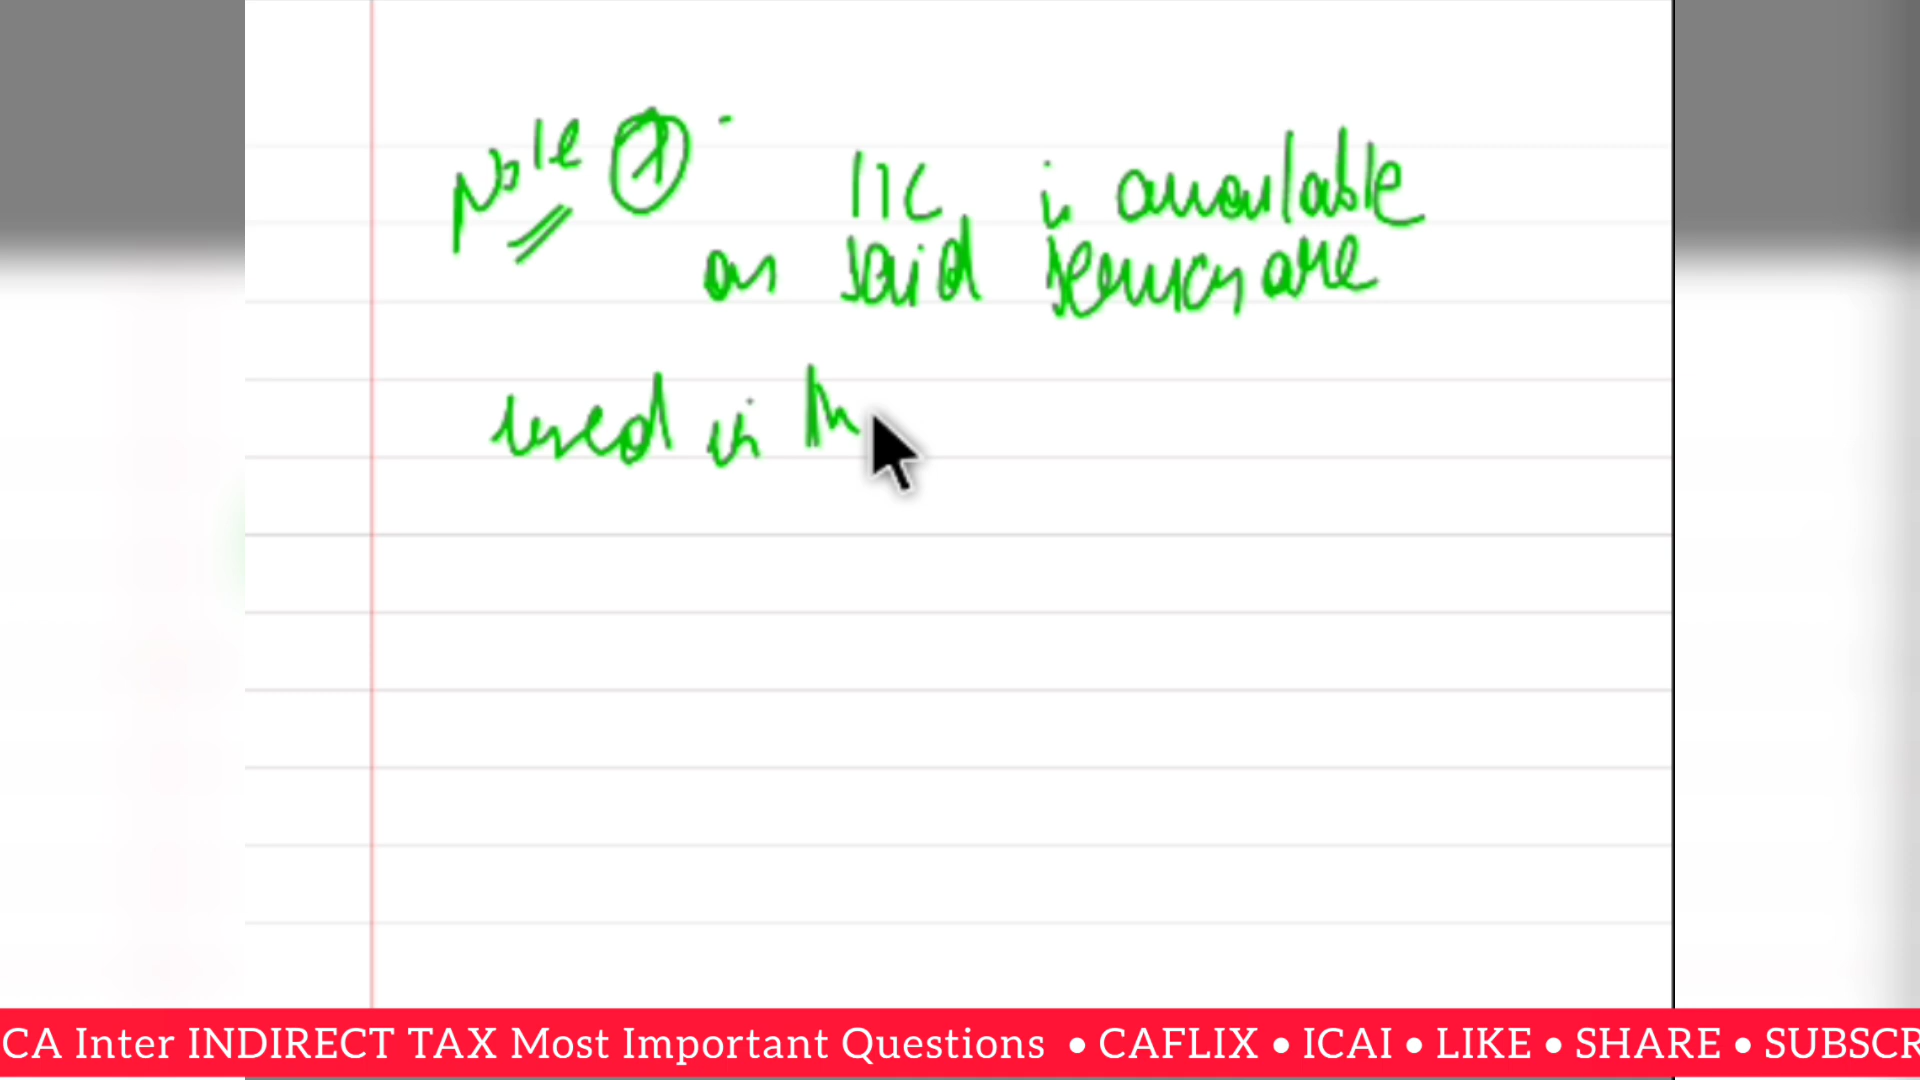 Note 1
ITC is available
as said services are
used in th
CA Inter INDIRECT TAX Most Important Questions • CAFLIX • ICAI • LIKE • SHARE • SUBSCR